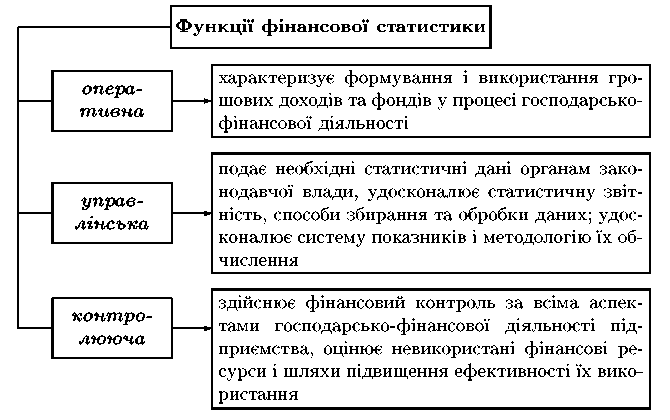 Функції фінансової статистики
опера-
тивна
характеризує формування і використання гро-
шових доходів та фондів у процесі господарсько-
фінансової діяльності
управ-
лінська
подає необхідні статистичні дані органам зако-
нодавчої влади, удосконалює статистичну звіт-
ність, способи збирання та обробки даних; удос-
коналює систему показників і методологію їх об-
числення
контро-
лююча
здійснює фінансовий контроль за всіма аспек-
тами господарсько-фінансової діяльності під-
приємства, оцінює невикористані фінансові ре-
сурси і шляхи підвищення ефективності їх вико-
ристання